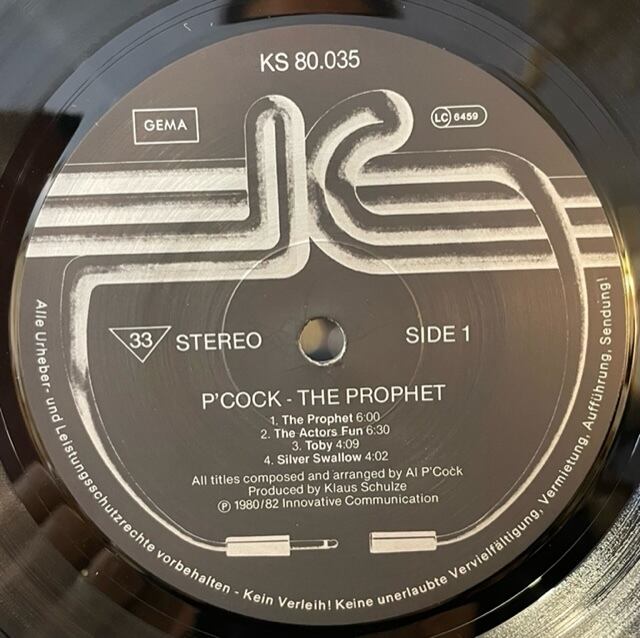 KS 80.035
GEMA
LC 6459
33 STEREO
SIDE 1
P'COCK - THE PROPHET
1. The Prophet 6:00
2. The Actors Fun 6:30
3. Toby 4:09
4. Silver Swallow 4:02
All titles composed and arranged by Al P'Cock
Produced by Klaus Schulze
℗ 1980/82 Innovative Communication
Alle Urheber- und Leistungsschutzrechte vorbehalten - Kein Verleih! Keine unerlaubte Vervielfältigung, Vermietung, Aufführung, Sendung!